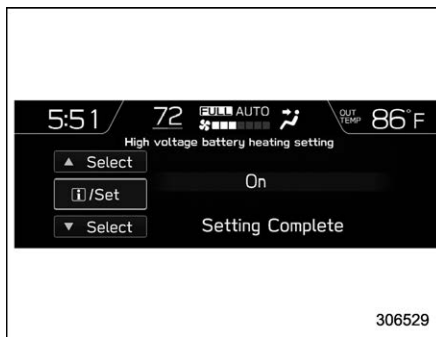 5:51 72 FULL AUTO OUT TEMP 86°F
High voltage battery heating setting
▲ Select
On
i/Set
▼ Select Setting Complete
306529